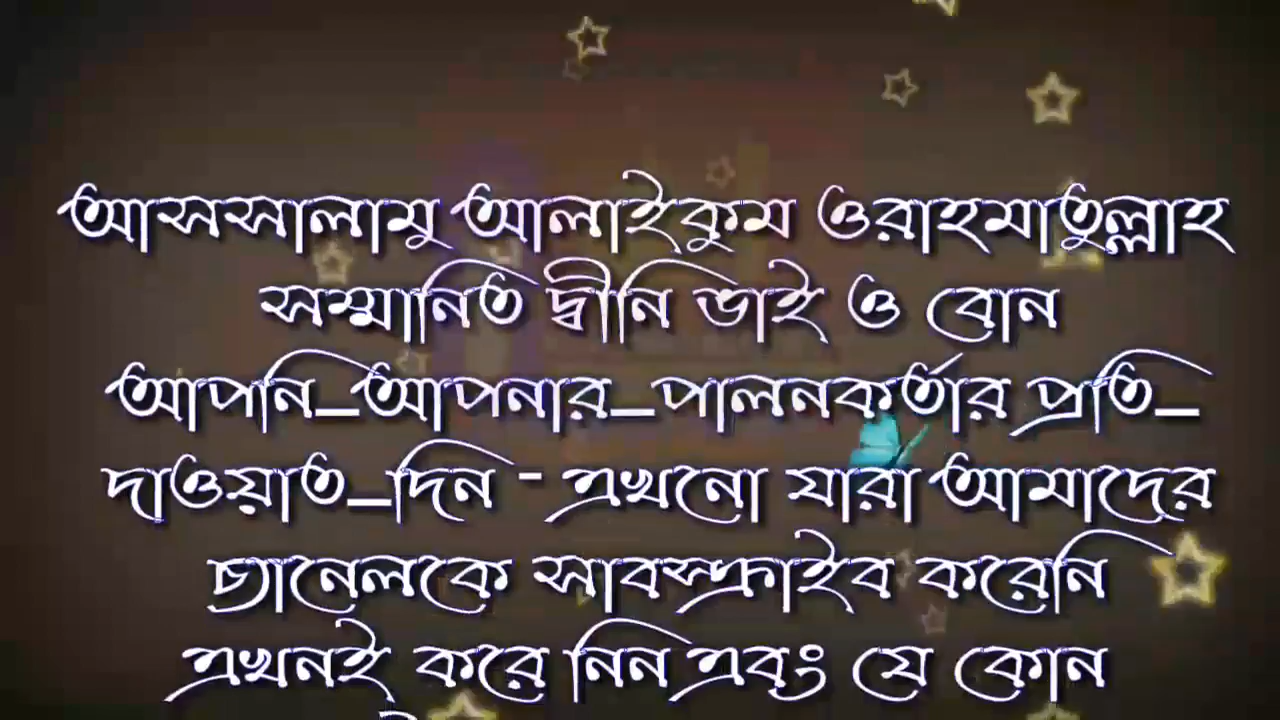 আসসালামু আলাইকুম ওরাহমাতুল্লাহ
সম্মানিত দ্বীনি ভাই ও বোন
আপনি_আপনার_পালনকর্তার প্রতি_
দাওয়াত_দিন - এখনো যারা আমাদের
চ্যানেলকে সাবস্ক্রাইব করেনি
এখনই করে নিন এবং যে কোন